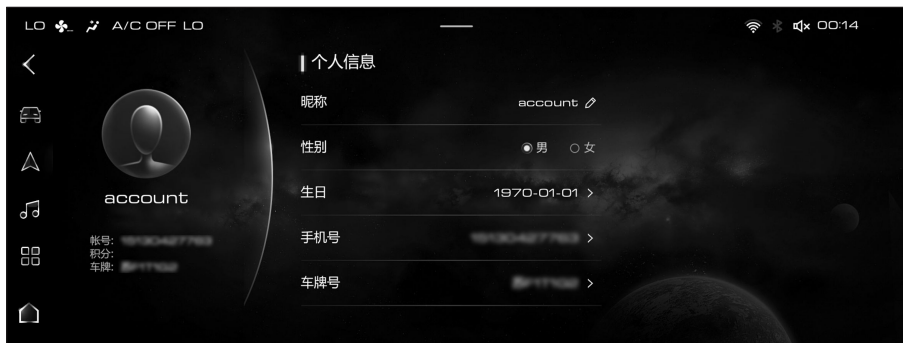 LO A/C OFF LO
00:14
个人信息
昵称 account
性别 男 女
生日 1970-01-01
手机号
车牌号
account
帐号:
积分:
车牌: